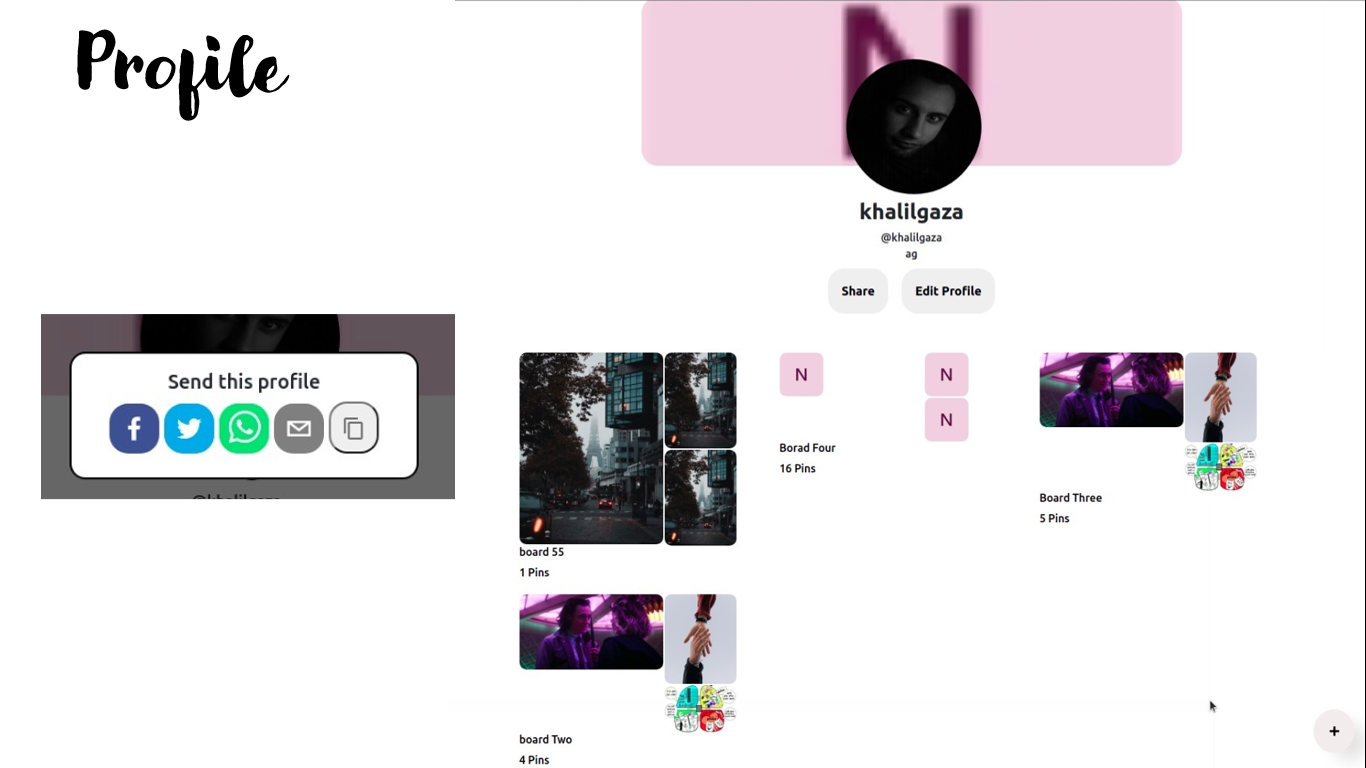 Profile
N
khalilgaza
@khalilgaza
ag
Share
Edit Profile
Send this profile
@khalilgaza
N
N
N
Borad Four
16 Pins
Board Three
5 Pins
board 55
1 Pins
board Two
4 Pins
+